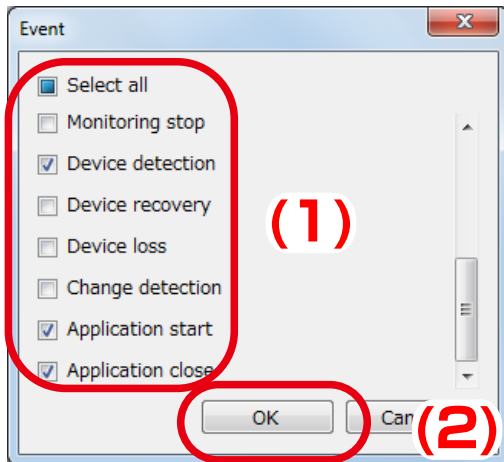 Event
Select all
Monitoring stop
Device detection
Device recovery
Device loss
Change detection
Application start
Application close
(1)
OK
Can
(2)